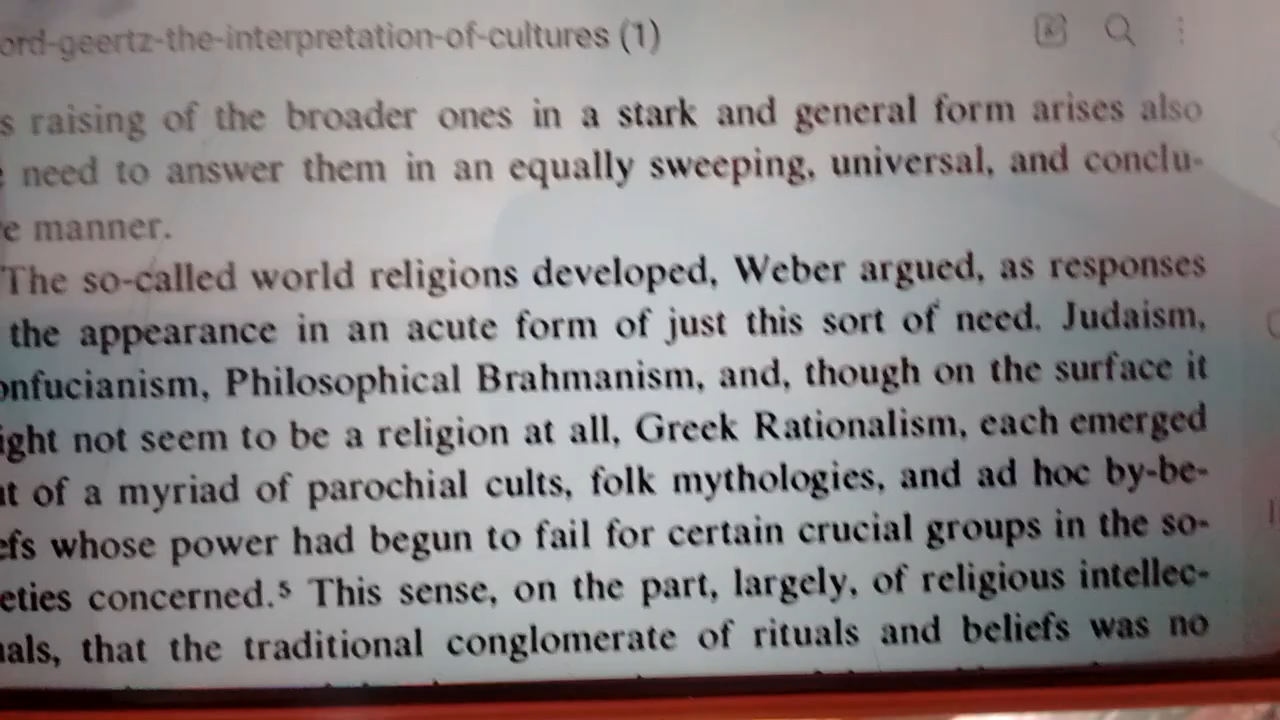 ord-geertz-the-interpretation-of-cultures (1)
s raising of the broader ones in a stark and general form arises also
need to answer them in an equally sweeping, universal, and conclu-
e manner.
The so-called world religions developed, Weber argued, as responses
the appearance in an acute form of just this sort of need. Judaism,
onfucianism, Philosophical Brahmanism, and, though on the surface it
ight not seem to be a religion at all, Greek Rationalism, each emerged
ut of a myriad of parochial cults, folk mythologies, and ad hoc by-be-
efs whose power had begun to fail for certain crucial groups in the so-
eties concerned.⁵ This sense, on the part, largely, of religious intellec-
uals, that the traditional conglomerate of rituals and beliefs was no